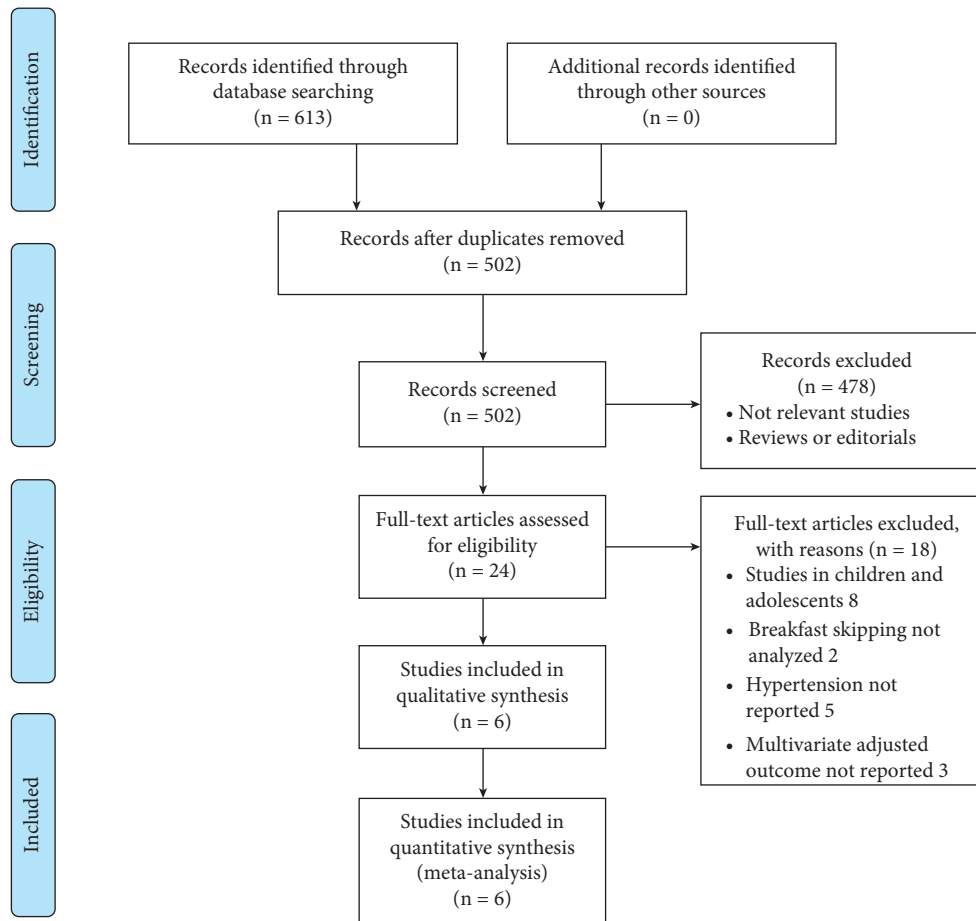 Identification
Records identified through
database searching
(n = 613)
Additional records identified
through other sources
(n = 0)
Records after duplicates removed
(n = 502)
Screening
Records screened
(n = 502)
Records excluded
(n = 478)
• Not relevant studies
• Reviews or editorials
Eligibility
Full-text articles assessed
for eligibility
(n = 24)
Full-text articles excluded,
with reasons (n = 18)
• Studies in children and
adolescents 8
• Breakfast skipping not
analyzed 2
• Hypertension not
reported 5
• Multivariate adjusted
outcome not reported 3
Studies included in
qualitative synthesis
(n = 6)
Included
Studies included in
quantitative synthesis
(meta-analysis)
(n = 6)